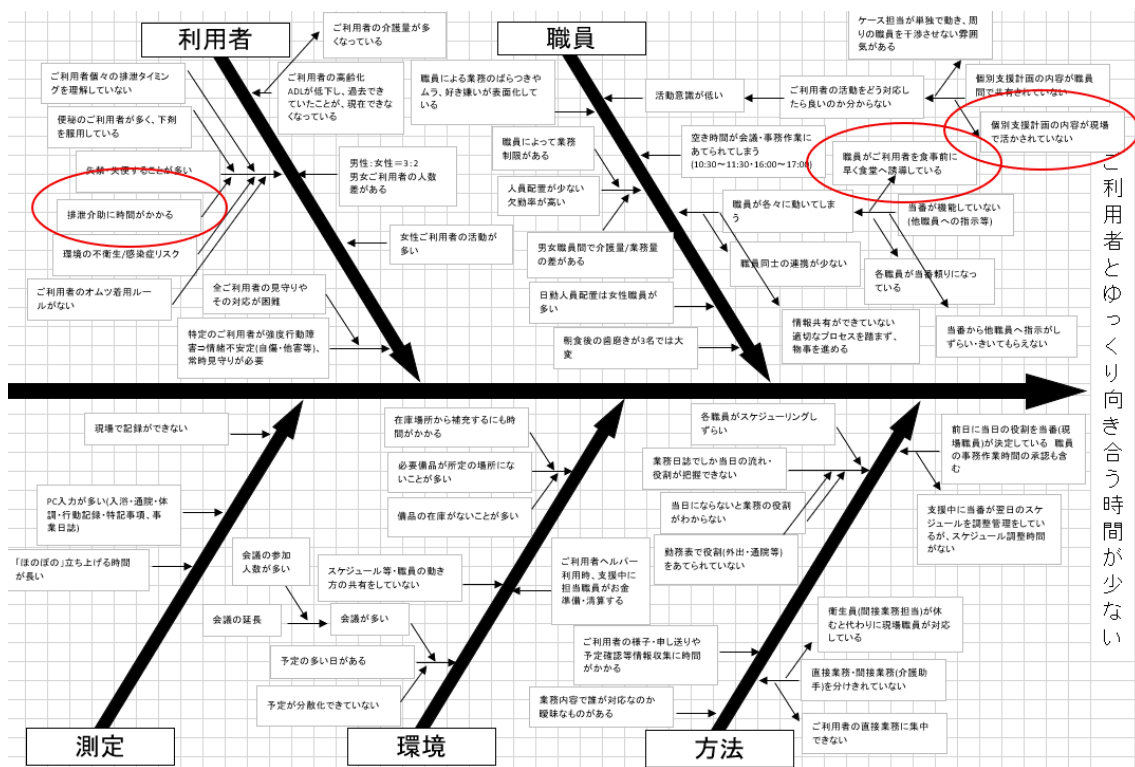 利用者
ご利用者の介護量が多
くなっている
ご利用者個々の排泄タイミン
グを理解していない
ご利用者の高齢化
ADLが低下し、過去でき
ていたことが、現在できな
くなっている
便秘のご利用者が多く、下剤
を服用している
失禁・失便することが多い
男性:女性=3:2
男女ご利用者の人数
差がある
排泄介助に時間がかかる
環境の不衛生/感染症リスク
女性ご利用者の活動が
多い
ご利用者のオムツ着用ルー
ルがない
全ご利用者の見守りや
その対応が困難
特定のご利用者が強度行動障
害⇒情緒不安定(自傷・他害等)、
常時見守りが必要
職員
ケース担当が単独で動き、周
りの職員を干渉させない雰囲
気がある
職員による業務のばらつきや
ムラ、好き嫌いが表面化して
いる
活動意識が低い
ご利用者の活動をどう対応し
たら良いのか分からない
個別支援計画の内容が職員
間で共有されていない
個別支援計画の内容が現場
で活かされていない
職員によって業務
制限がある
空き時間が会議・事務作業に
あてられてしまう
(10:30~11:30・16:00~17:00)
職員がご利用者を食事前に
早く食堂へ誘導している
人員配置が少ない
欠勤率が高い
職員が各々に動いてしま
う
当番が機能していない
(他職員への指示等)
男女職員間で介護量/業務量
の差がある
職員同士の連携が少ない
各職員が当番頼りになっ
ている
日勤人員配置は女性職員が
多い
情報共有ができていない
適切なプロセスを踏まず、
物事を進める
当番から他職員へ指示がし
ずらい・きいてもらえない
朝食後の歯磨きが3名では大
変
ご利用者とゆっくり向き合う時間が少ない
現場で記録ができない
PC入力が多い(入浴・通院・体
調・行動記録・特記事項、事
業日誌)
「ほのぼの」立ち上げる時間
が長い
測定
在庫場所から補充するにも時
間がかかる
必要備品が所定の場所にな
いことが多い
備品の在庫がないことが多い
会議の参加
人数が多い
スケジュール等・職員の動き
方の共有をしていない
ご利用者ヘルパー
利用時、支援中に
担当職員がお金
準備・清算する
会議の延長
会議が多い
予定の多い日がある
予定が分散化できていない
環境
各職員がスケジューリングし
ずらい
前日に当日の役割を当番(現
場職員)が決定している 職員
の事務作業時間の承認も含
む
業務日誌でしか当日の流れ・
役割が把握できない
当日にならないと業務の役割
がわからない
支援中に当番が翌日のスケ
ジュールを調整管理をしてい
るが、スケジュール調整時間
がない
勤務表で役割(外出・通院等)
をあてられていない
衛生員(間接業務担当)が休
むと代わりに現場職員が対応
している
ご利用者の様子・申し送りや
予定確認等情報収集に時間
がかかる
直接業務・間接業務(介護助
手)を分けきれていない
業務内容で誰が対応なのか
曖昧なものがある
ご利用者の直接業務に集中
できない
方法